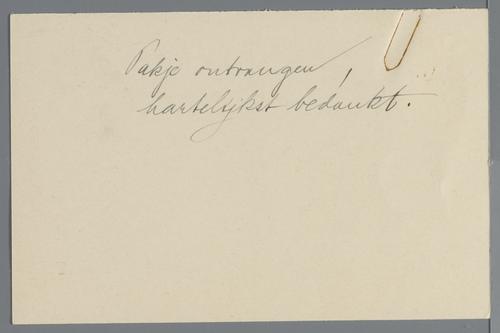 Pakje ontvangen,
hartelijkst bedankt.